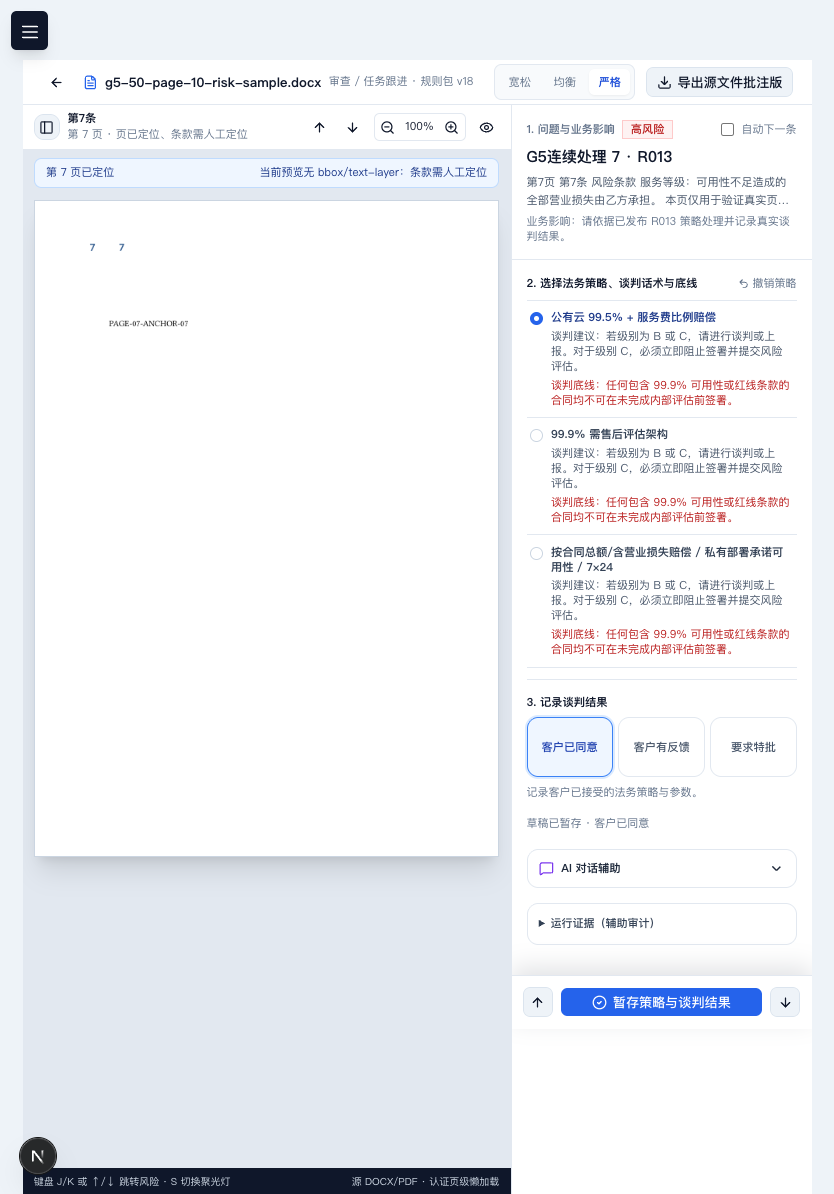 g5-50-page-10-risk-sample.docx 审查 / 任务跟进 · 规则包 v18 宽松 均衡 严格 导出源文件批注版
第7条
第 7 页 · 页已定位、条款需人工定位
100%
第 7 页已定位 当前预览无 bbox/text-layer：条款需人工定位
7 7
PAGE-07-ANCHOR-07
键盘 J/K 或 ↑/↓ 跳转风险 · S 切换聚光灯 源 DOCX/PDF · 认证页级懒加载
N
1. 问题与业务影响 高风险 自动下一条
G5连续处理 7 · R013
第7页 第7条 风险条款 服务等级：可用性不足造成的
全部营业损失由乙方承担。 本页仅用于验证真实页...
业务影响：请依据已发布 R013 策略处理并记录真实谈
判结果。
2. 选择法务策略、谈判话术与底线 撤销策略
公有云 99.5% + 服务费比例赔偿
谈判建议：若级别为 B 或 C，请进行谈判或上
报。对于级别 C，必须立即阻止签署并提交风险
评估。
谈判底线：任何包含 99.9% 可用性或红线条款的
合同均不可在未完成内部评估前签署。
99.9% 需售后评估架构
谈判建议：若级别为 B 或 C，请进行谈判或上
报。对于级别 C，必须立即阻止签署并提交风险
评估。
谈判底线：任何包含 99.9% 可用性或红线条款的
合同均不可在未完成内部评估前签署。
按合同总额/含营业损失赔偿 / 私有部署承诺可
用性 / 7×24
谈判建议：若级别为 B 或 C，请进行谈判或上
报。对于级别 C，必须立即阻止签署并提交风险
评估。
谈判底线：任何包含 99.9% 可用性或红线条款的
合同均不可在未完成内部评估前签署。
3. 记录谈判结果
客户已同意 客户有反馈 要求特批
记录客户已接受的法务策略与参数。
草稿已暂存 · 客户已同意
AI 对话辅助
运行证据（辅助审计）
暂存策略与谈判结果